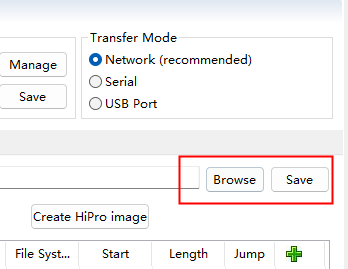 Transfer Mode
Manage
Network (recommended)
Serial
Save
USB Port
Browse
Save
Create HiPro image
File Syst... Start Length Jump